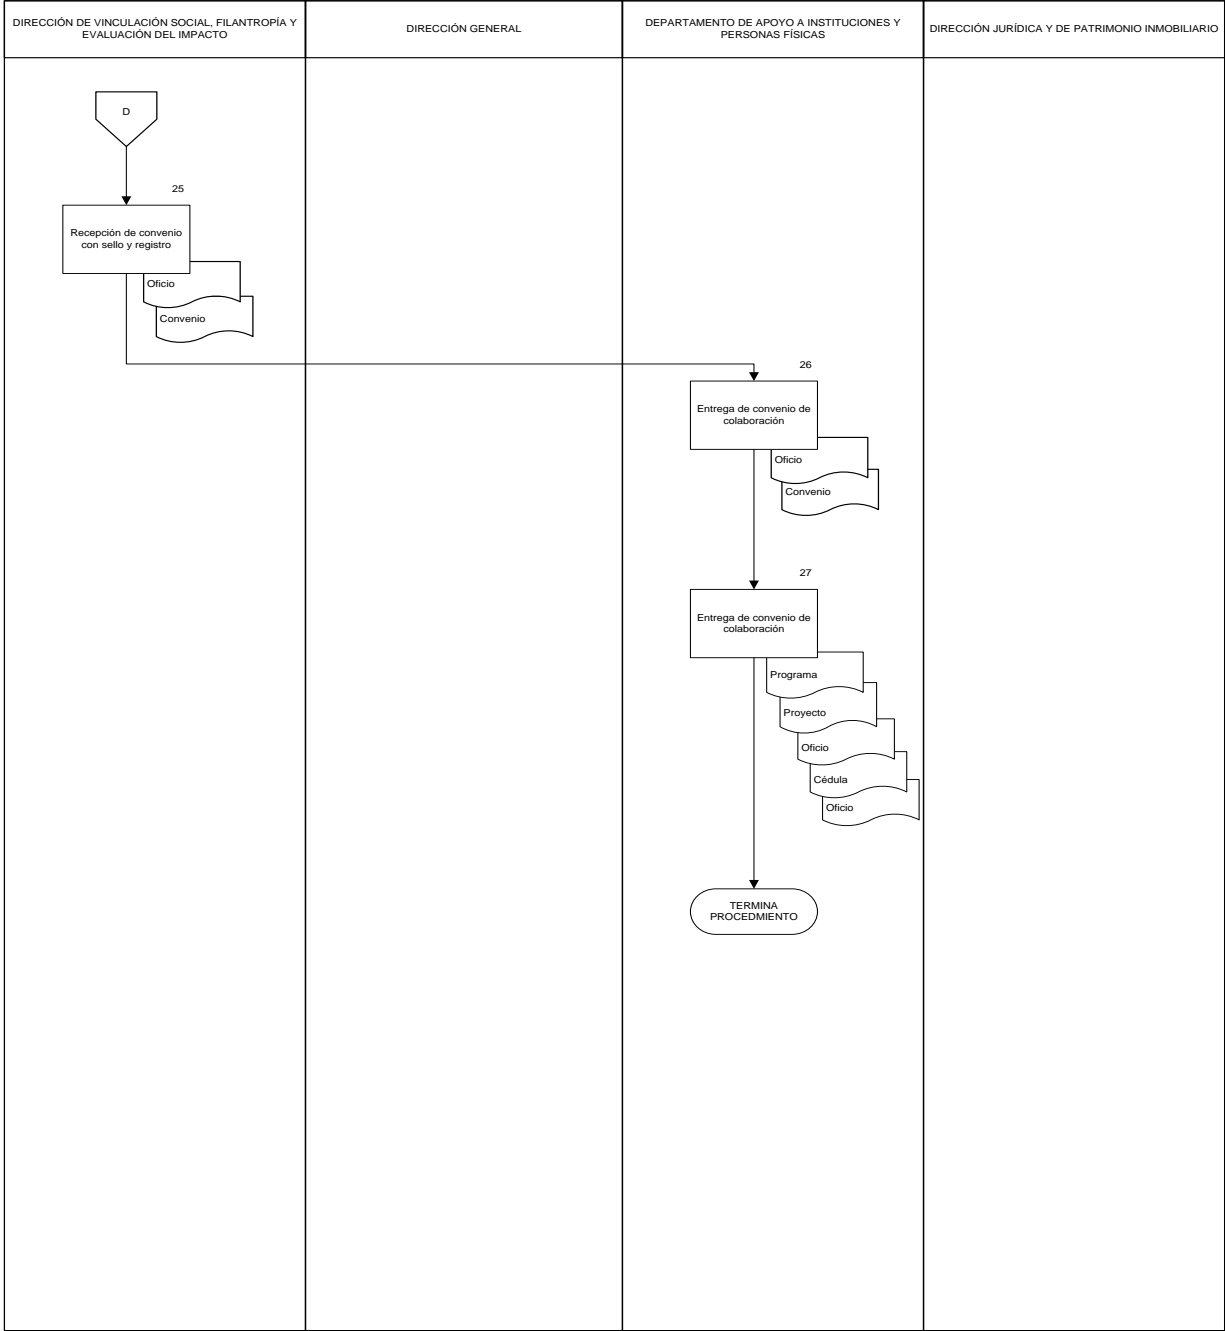 DIRECCIÓN DE VINCULACIÓN SOCIAL, FILANTROPÍA Y
EVALUACIÓN DEL IMPACTO
DIRECCIÓN GENERAL
DEPARTAMENTO DE APOYO A INSTITUCIONES Y
PERSONAS FÍSICAS
DIRECCIÓN JURÍDICA Y DE PATRIMONIO INMOBILIARIO
D
25
Recepción de convenio
con sello y registro
Oficio
Convenio
26
Entrega de convenio de
colaboración
Oficio
Convenio
27
Entrega de convenio de
colaboración
Programa
Proyecto
Oficio
Cédula
Oficio
TERMINA
PROCEDMIENTO